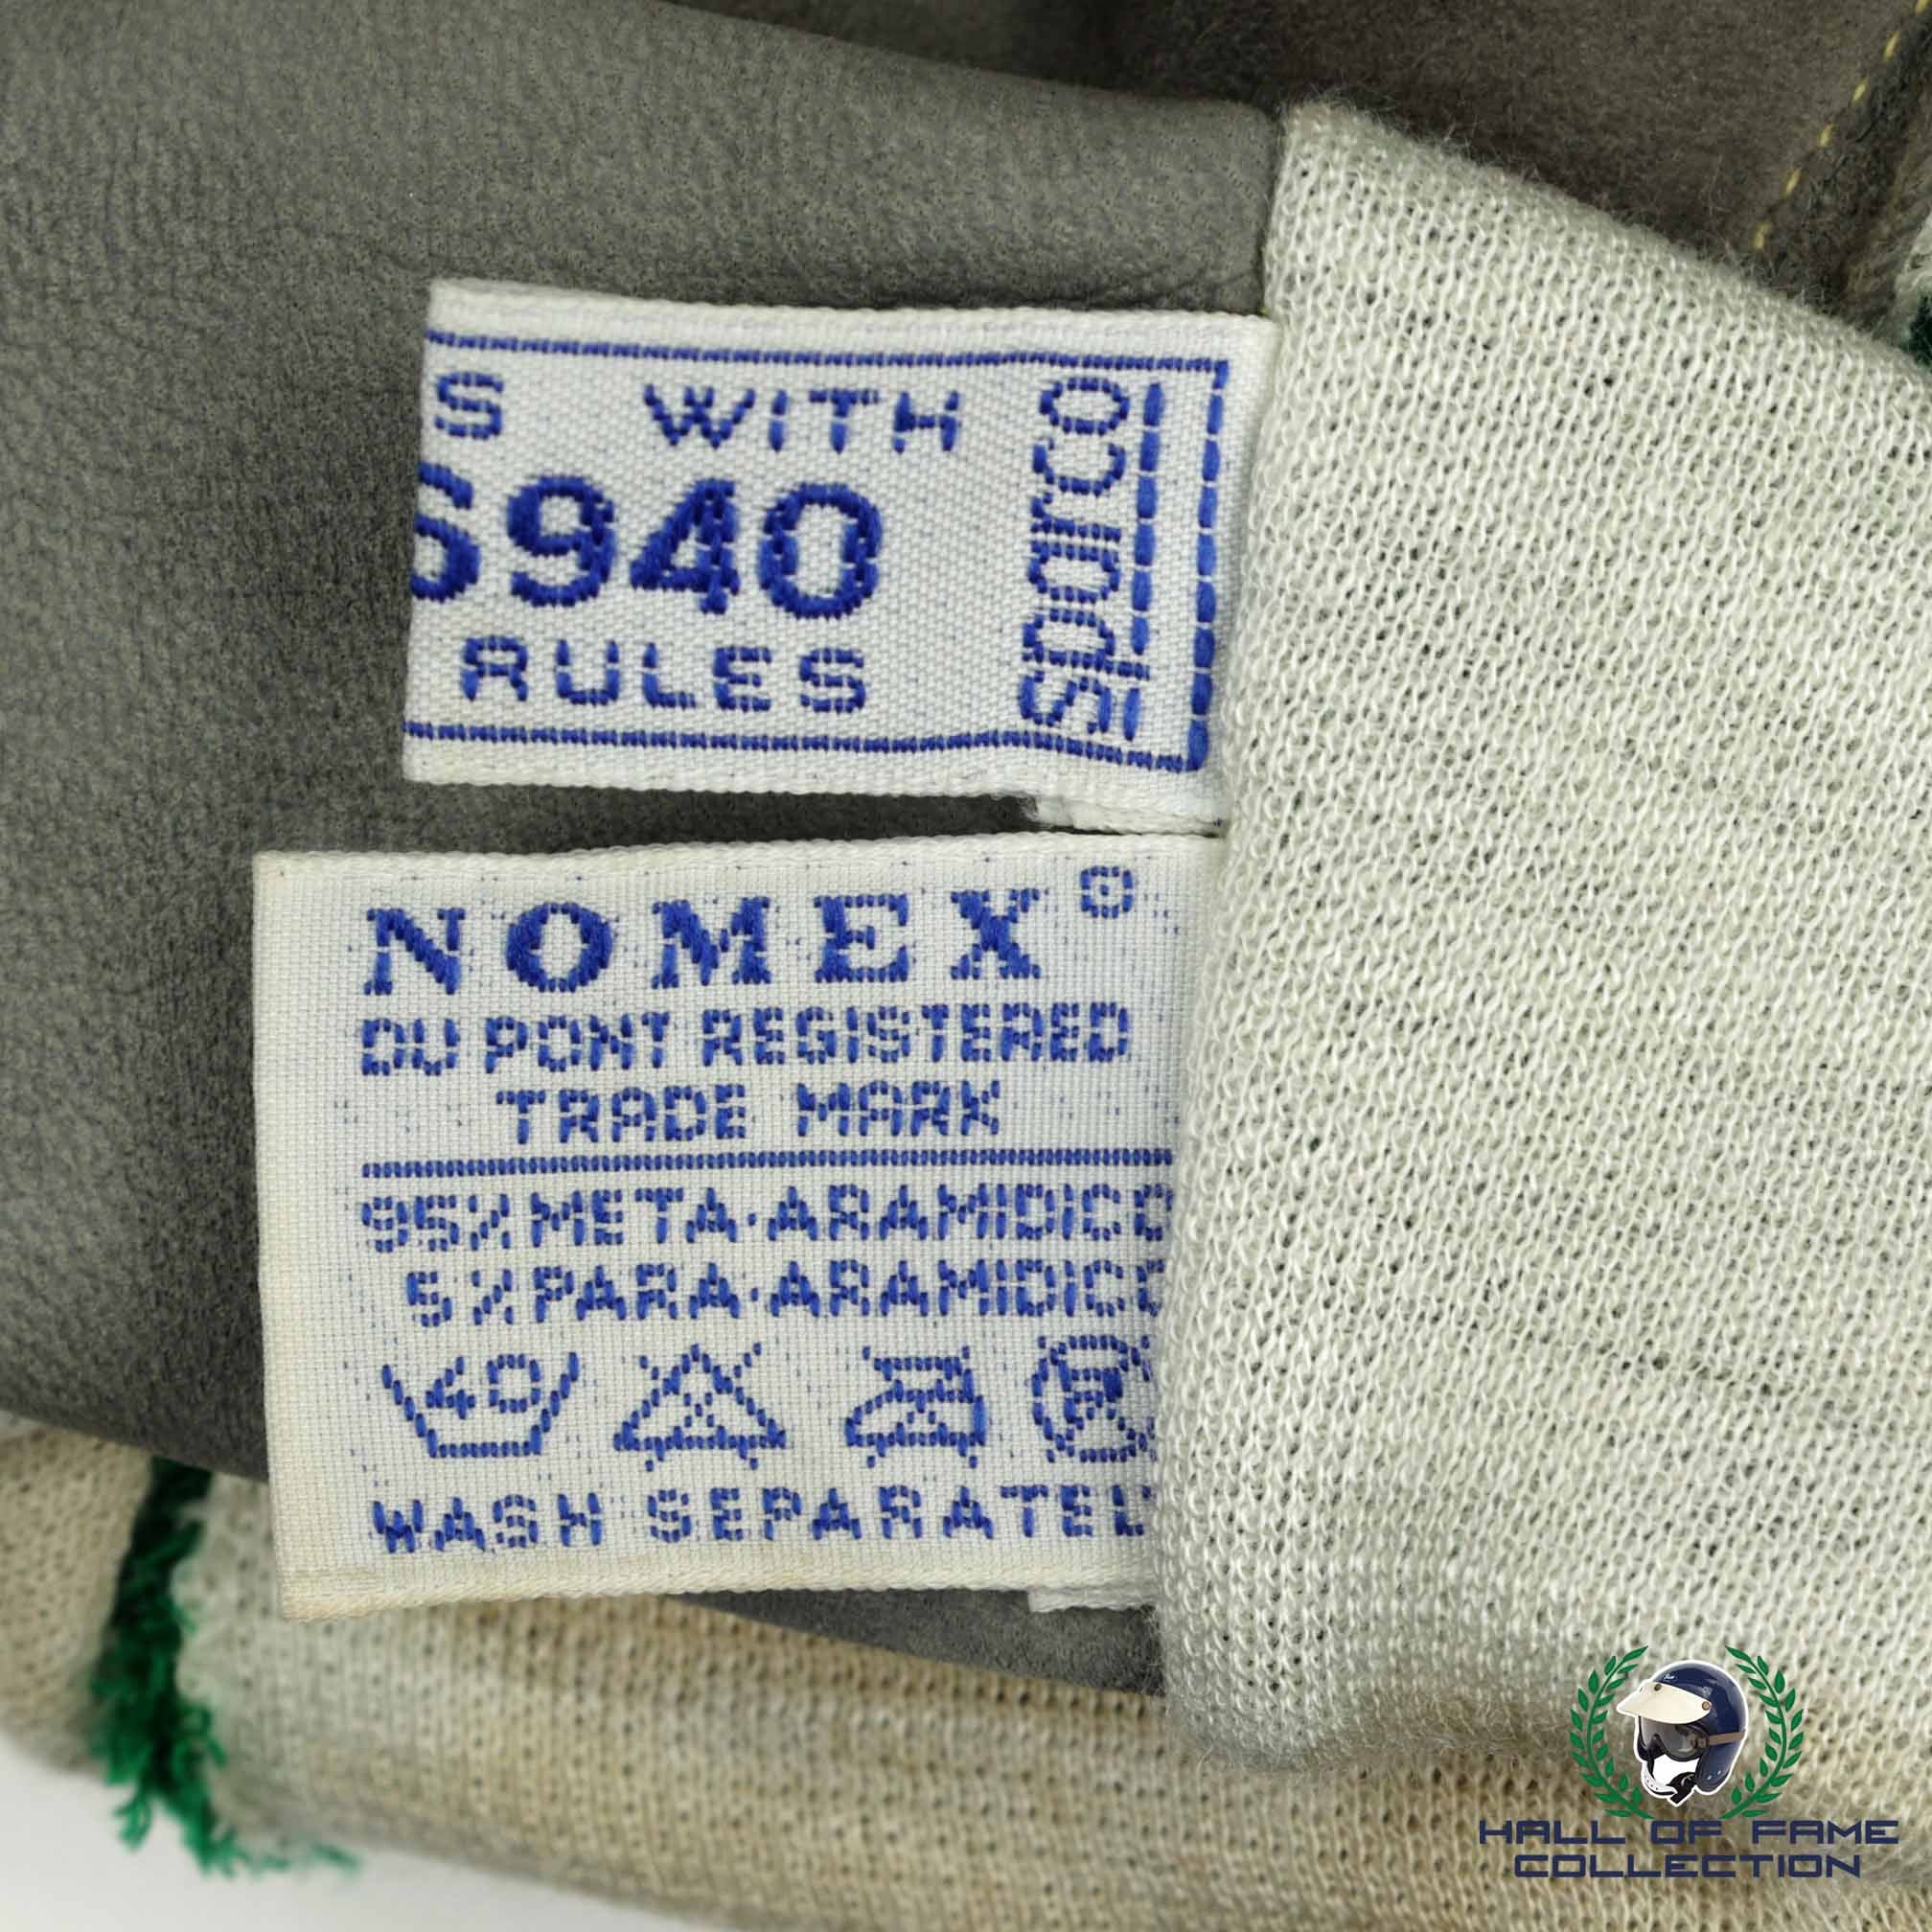 S WITH
6940
RULES
sparco
NOMEX®
DU PONT REGISTERED
TRADE MARK
95% META-ARAMIDICO
5% PARA-ARAMIDICO
40
WASH SEPARATEL
HALL OF FAME
COLLECTION